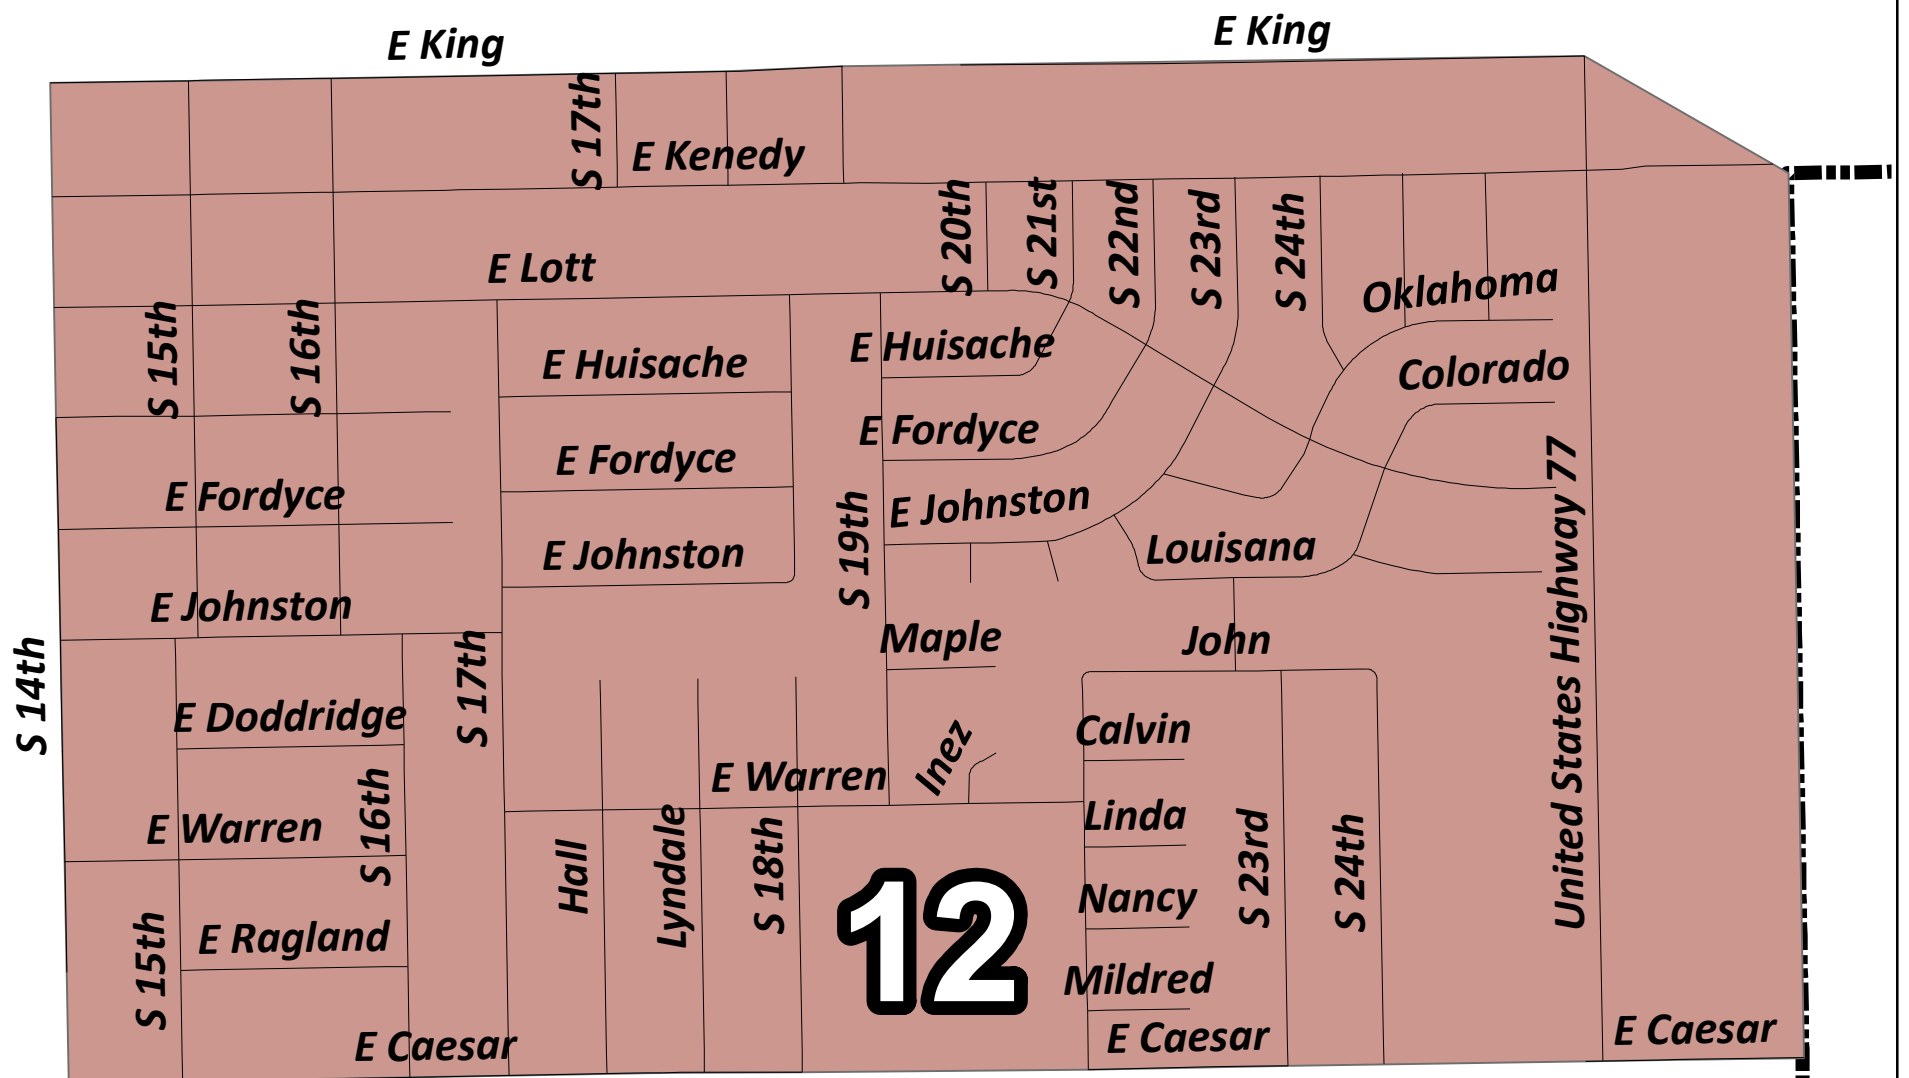 E King
E King
S 17th
E Kenedy
S 20th
S 21st
S 22nd
S 23rd
S 24th
E Lott
Oklahoma
S 15th
S 16th
E Huisache
E Huisache
Colorado
E Fordyce
E Fordyce
E Fordyce
E Johnston
S 19th
E Johnston
Louisana
E Johnston
United States Highway 77
S 14th
S 17th
Maple
John
E Doddridge
Calvin
Inez
E Warren
E Warren
S 16th
Linda
Hall
Lyndale
S 18th
12
S 23rd
S 24th
Nancy
E Ragland
S 15th
Mildred
E Caesar
E Caesar
E Caesar